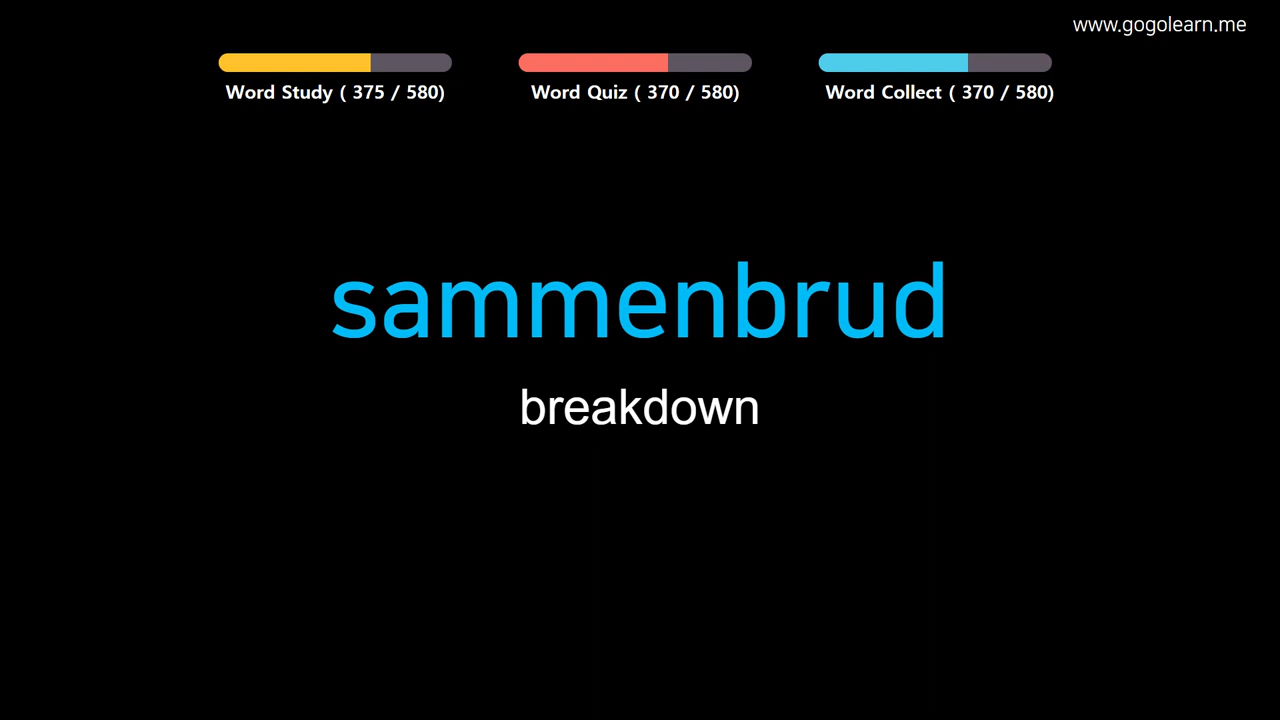 www.gogolearn.me
Word Study ( 375 / 580)
Word Quiz ( 370 / 580)
Word Collect ( 370 / 580)
sammenbrud
breakdown